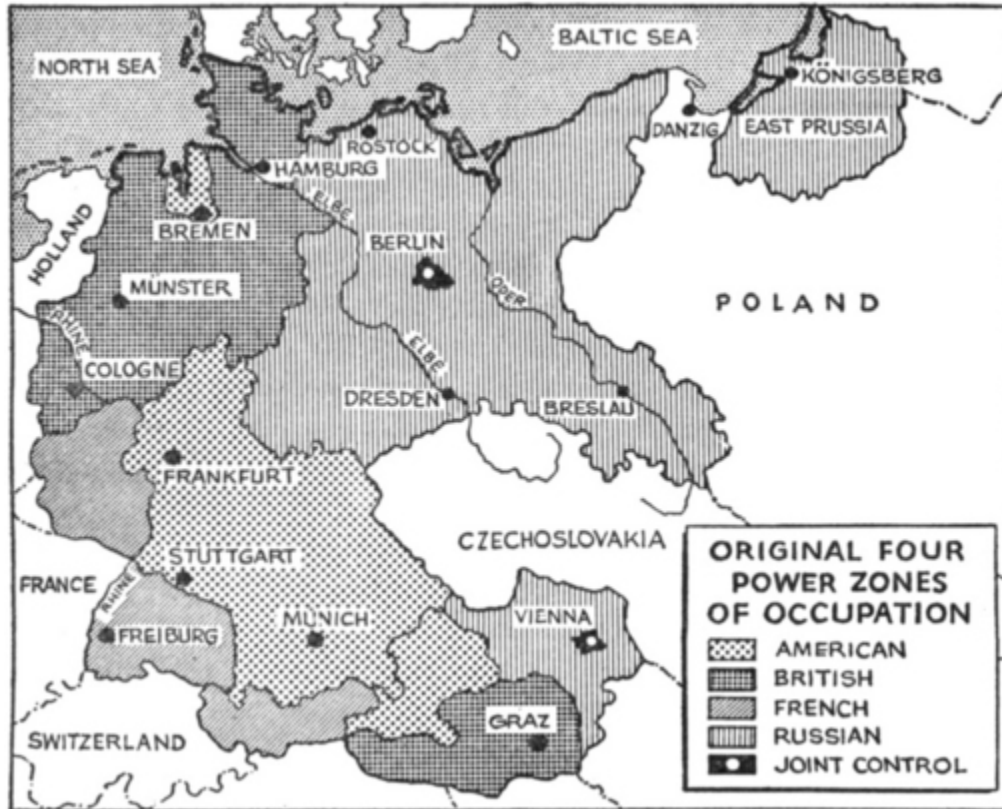 BALTIC SEA
NORTH SEA
KÖNIGSBERG
ROSTOCK
DANZIG
EAST PRUSSIA
HAMBURG
ELBE
HOLLAND
BREMEN
BERLIN
MÜNSTER
ODER
POLAND
RHINE
ELBE
COLOGNE
DRESDEN
BRESLAU
FRANKFURT
CZECHOSLOVAKIA
STUTTGART
FRANCE
RHINE
FREIBURG
MUNICH
VIENNA
GRAZ
SWITZERLAND
ORIGINAL FOUR
POWER ZONES
OF OCCUPATION
AMERICAN
BRITISH
FRENCH
RUSSIAN
JOINT CONTROL